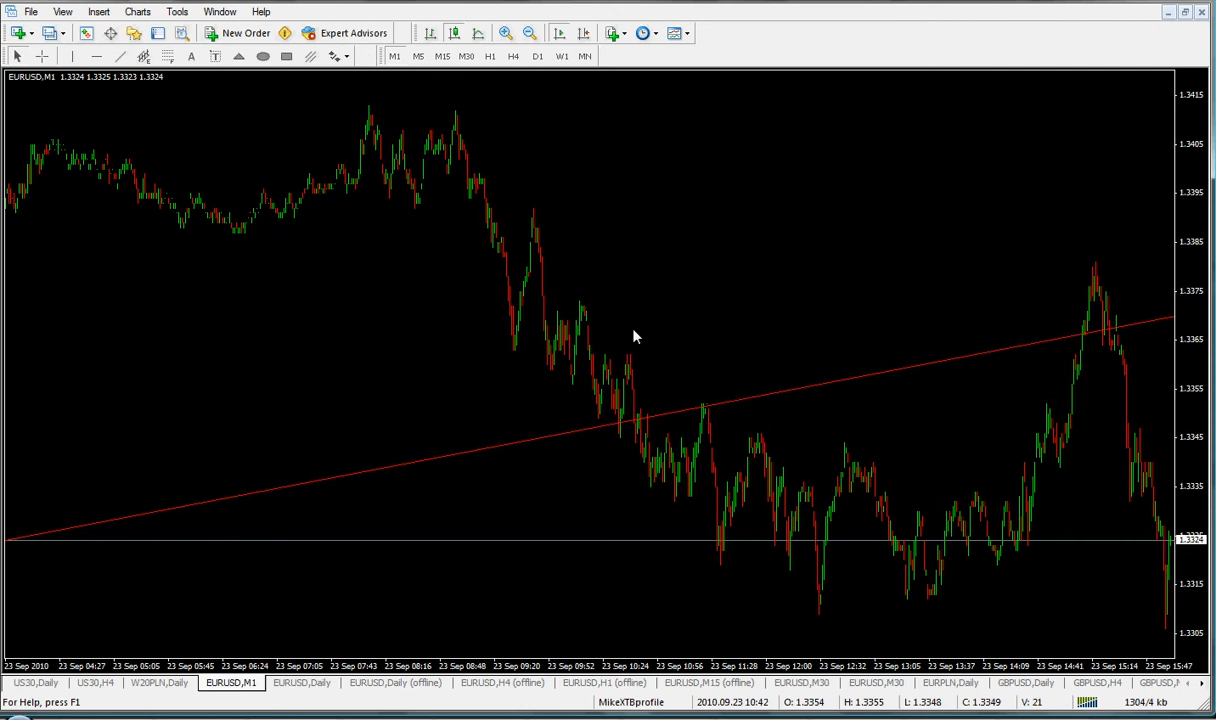 File View Insert Charts Tools Window Help
New Order Expert Advisors
A T M1 M5 M15 M30 H1 H4 D1 W1 MN
EURUSD,M1 1.3324 1.3325 1.3323 1.3324
1.3415
1.3405
1.3395
1.3385
1.3375
1.3365
1.3355
1.3345
1.3335
1.3324
1.3315
1.3305
23 Sep 2010 23 Sep 04:27 23 Sep 05:05 23 Sep 05:45 23 Sep 06:24 23 Sep 07:05 23 Sep 07:43 23 Sep 08:16 23 Sep 08:48 23 Sep 09:20 23 Sep 09:52 23 Sep 10:24 23 Sep 10:56 23 Sep 11:28 23 Sep 12:00 23 Sep 12:32 23 Sep 13:05 23 Sep 13:37 23 Sep 14:09 23 Sep 14:41 23 Sep 15:14 23 Sep 15:47
US30,Daily US30,H4 W20PLN,Daily EURUSD,M1 EURUSD,Daily EURUSD,Daily (offline) EURUSD,H4 (offline) EURUSD,H1 (offline) EURUSD,M15 (offline) EURUSD,M30 EURUSD,M30 EURPLN,Daily GBPUSD,Daily GBPUSD,H4 GBPUSD,
For Help, press F1 MikeXTBprofile 2010.09.23 10:42 O: 1.3354 H: 1.3355 L: 1.3348 C: 1.3349 V: 21 1304/4 kb